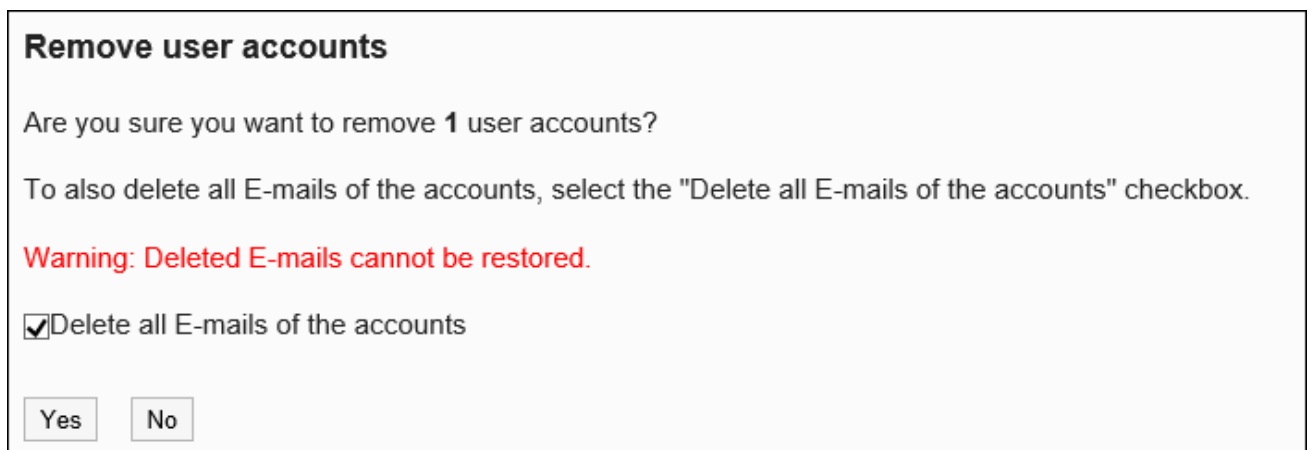 Remove user accounts
Are you sure you want to remove 1 user accounts?
To also delete all E-mails of the accounts, select the "Delete all E-mails of the accounts" checkbox.
Warning: Deleted E-mails cannot be restored.
Delete all E-mails of the accounts
Yes No